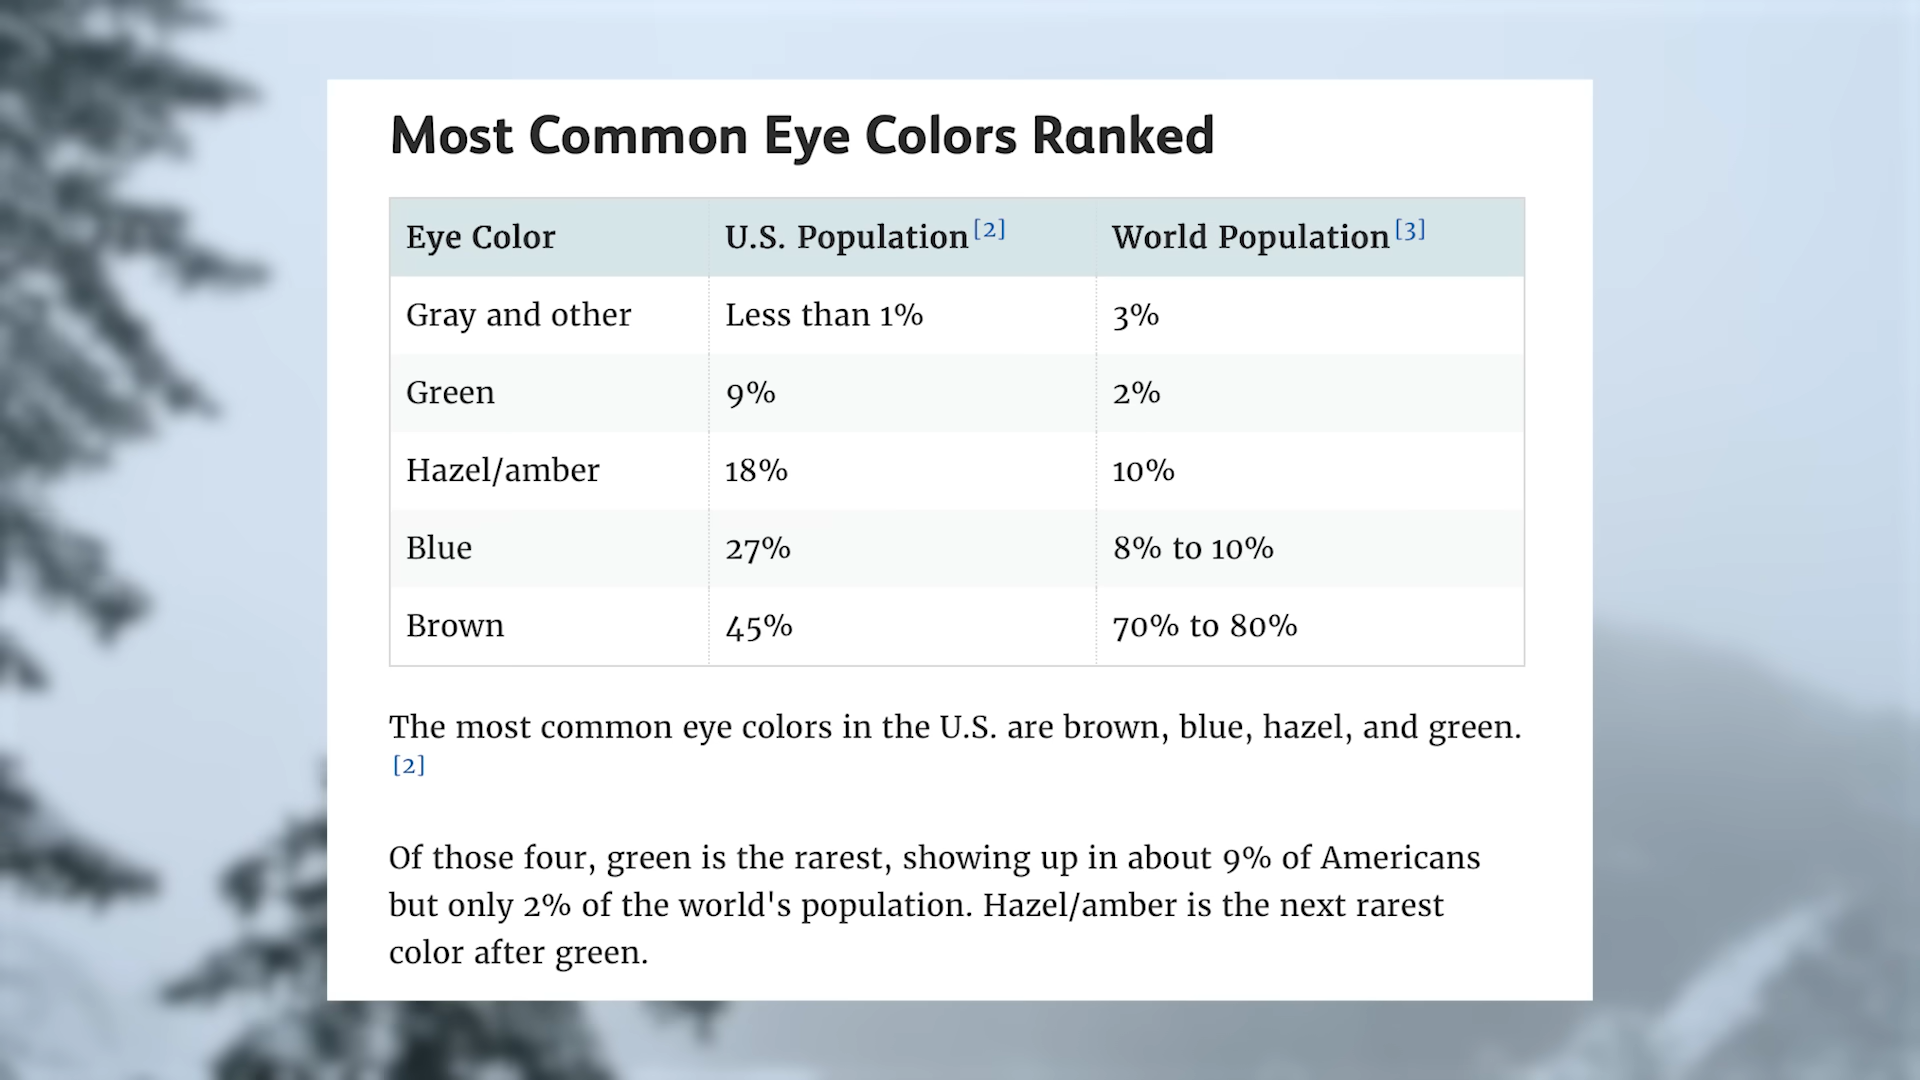 Most Common Eye Colors Ranked
Eye Color U.S. Population [2] World Population [3]
Gray and other Less than 1% 3%
Green 9% 2%
Hazel/amber 18% 10%
Blue 27% 8% to 10%
Brown 45% 70% to 80%
The most common eye colors in the U.S. are brown, blue, hazel, and green.
[2]
Of those four, green is the rarest, showing up in about 9% of Americans
but only 2% of the world's population. Hazel/amber is the next rarest
color after green.